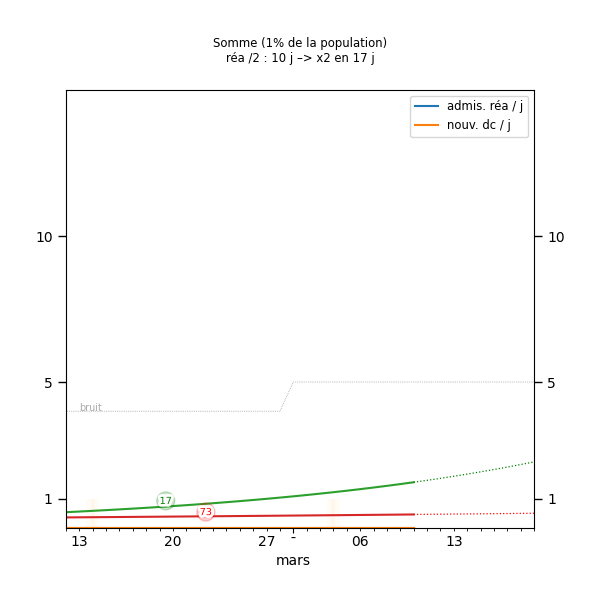 Somme (1% de la population)
réa /2 : 10 j –> x2 en 17 j
admis. réa / j
nouv. dc / j
10
10
5
5
bruit
17
1
1
73
13
20
27
-
06
13
mars